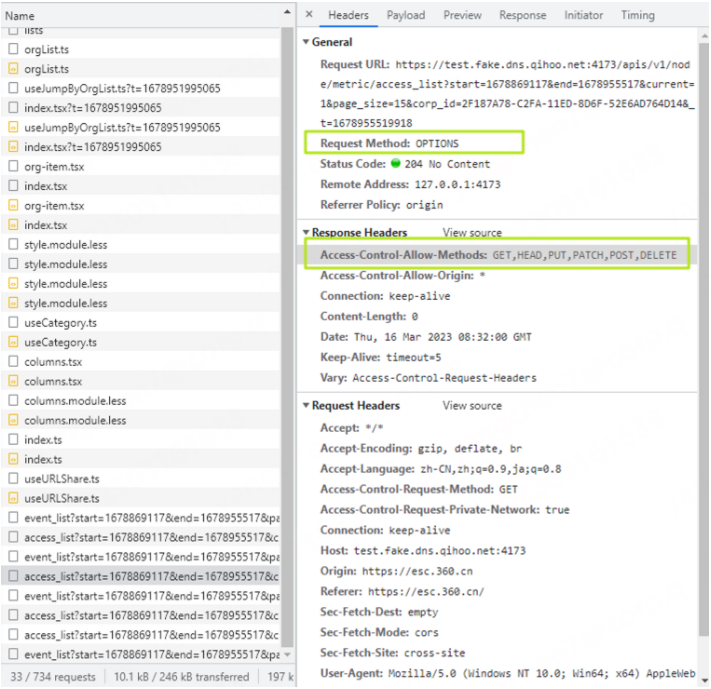 Name
lists
orgList.ts
orgList.ts
useJumpByOrgList.ts?t=1678951995065
index.tsx?t=1678951995065
useJumpByOrgList.ts?t=1678951995065
index.tsx?t=1678951995065
org-item.tsx
index.tsx
org-item.tsx
index.tsx
style.module.less
style.module.less
style.module.less
style.module.less
useCategory.ts
useCategory.ts
columns.tsx
columns.tsx
columns.module.less
columns.module.less
index.ts
index.ts
useURLShare.ts
useURLShare.ts
event_list?start=1678869117&end=1678955517&pa
access_list?start=1678869117&end=1678955517&c
event_list?start=1678869117&end=1678955517&pa
access_list?start=1678869117&end=1678955517&c
event_list?start=1678869117&end=1678955517&pa
access_list?start=1678869117&end=1678955517&c
access_list?start=1678869117&end=1678955517&c
event_list?start=1678869117&end=1678955517&pa
33 / 734 requests 10.1 kB / 246 kB transferred 197 k
× Headers Payload Preview Response Initiator Timing
General
Request URL: https://test.fake.dns.qihoo.net:4173/apis/v1/nod
e/metric/access_list?start=1678869117&end=1678955517&current=
1&page_size=15&corp_id=2F187A78-C2FA-11ED-8D6F-52E6AD764D14&_
t=1678955519918
Request Method: OPTIONS
Status Code: 204 No Content
Remote Address: 127.0.0.1:4173
Referrer Policy: origin
Response Headers View source
Access-Control-Allow-Methods: GET,HEAD,PUT,PATCH,POST,DELETE
Access-Control-Allow-Origin: *
Connection: keep-alive
Content-Length: 0
Date: Thu, 16 Mar 2023 08:32:00 GMT
Keep-Alive: timeout=5
Vary: Access-Control-Request-Headers
Request Headers View source
Accept: */*
Accept-Encoding: gzip, deflate, br
Accept-Language: zh-CN,zh;q=0.9,ja;q=0.8
Access-Control-Request-Method: GET
Access-Control-Request-Private-Network: true
Connection: keep-alive
Host: test.fake.dns.qihoo.net:4173
Origin: https://esc.360.cn
Referer: https://esc.360.cn/
Sec-Fetch-Dest: empty
Sec-Fetch-Mode: cors
Sec-Fetch-Site: cross-site
User-Agent: Mozilla/5.0 (Windows NT 10.0; Win64; x64) AppleWeb